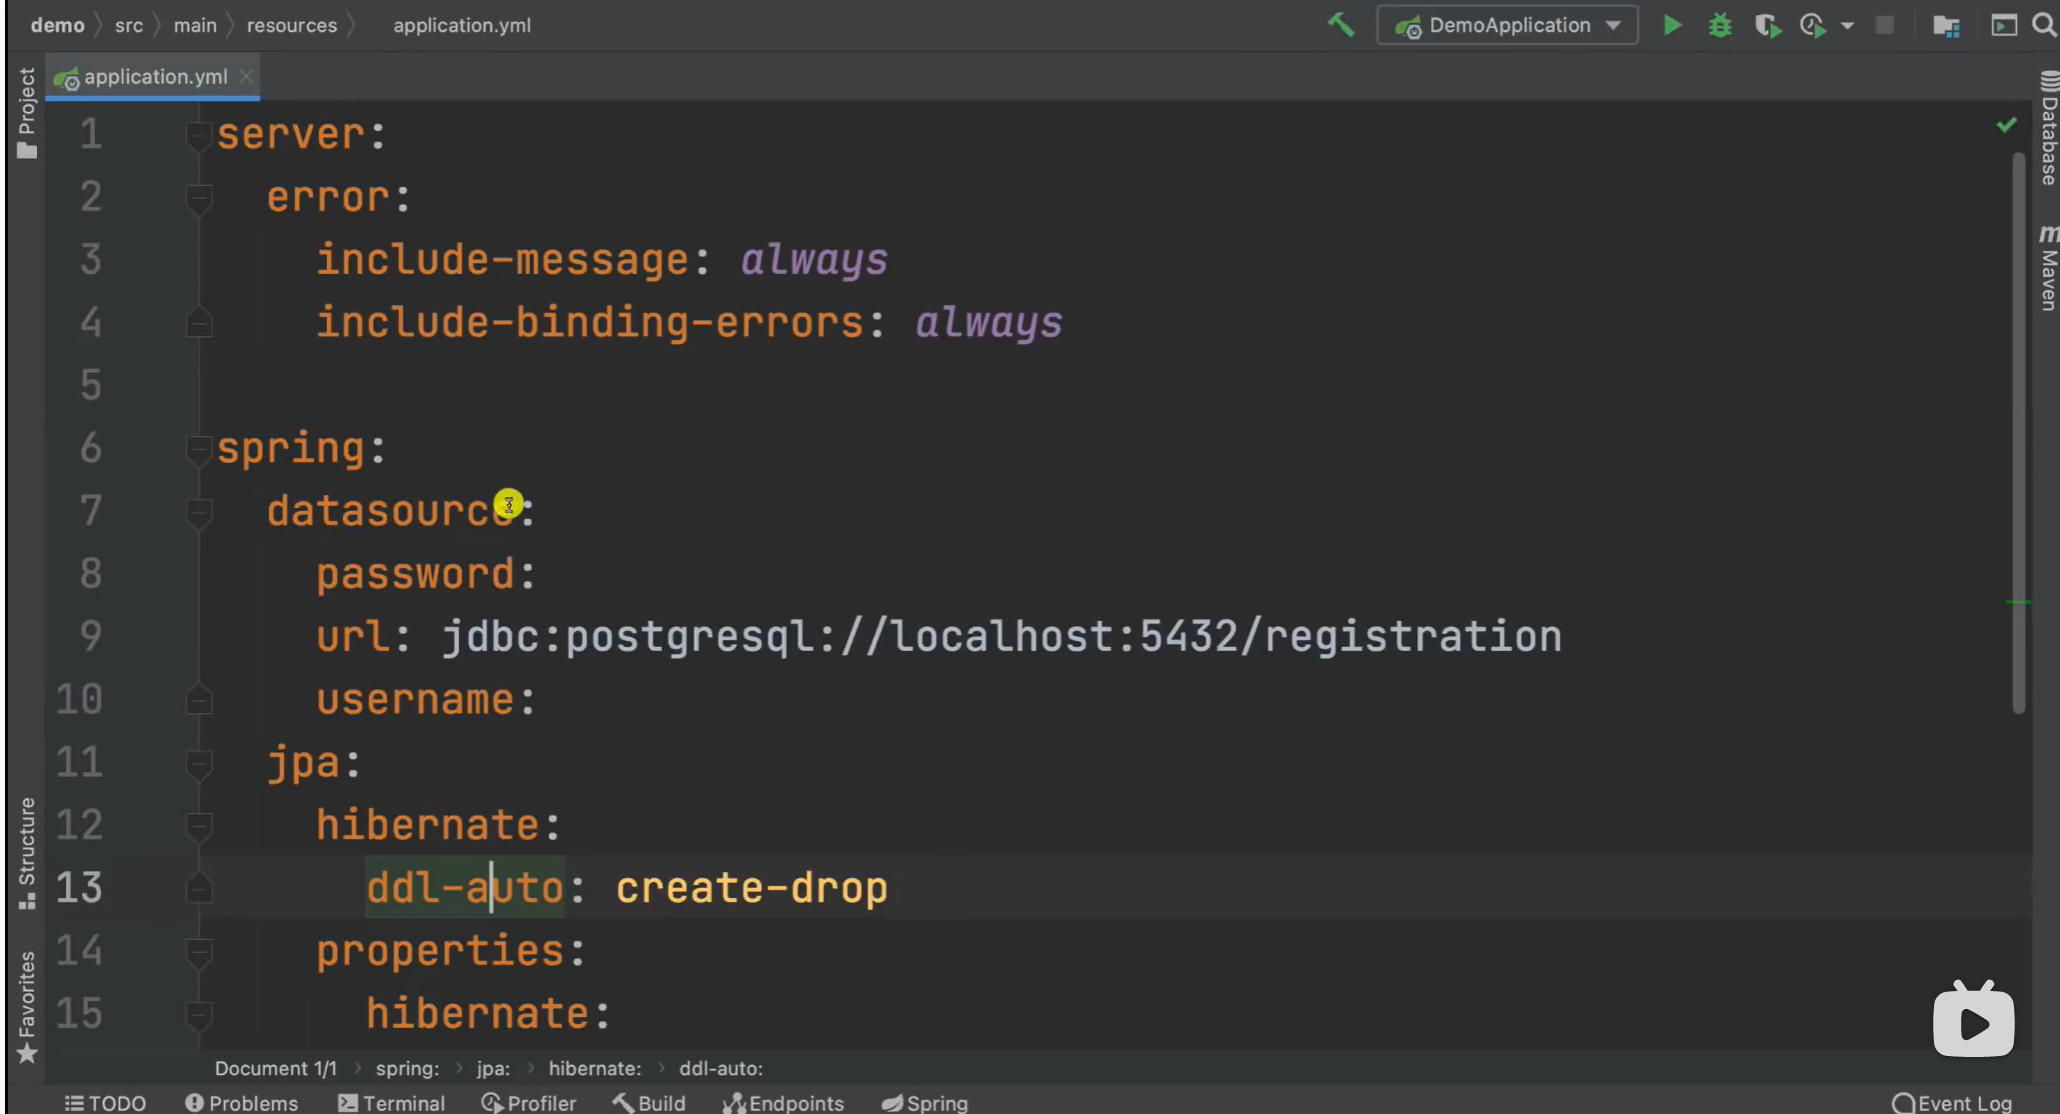 demo src main resources application.yml DemoApplication
application.yml
Project
Structure
Favorites
1 server:
2 error:
3 include-message: always
4 include-binding-errors: always
5
6 spring:
7 datasource:
8 password:
9 url: jdbc:postgresql://localhost:5432/registration
10 username:
11 jpa:
12 hibernate:
13 ddl-auto: create-drop
14 properties:
15 hibernate:
Database
m Maven
Document 1/1 spring: jpa: hibernate: ddl-auto:
TODO Problems Terminal Profiler Build Endpoints Spring Event Log